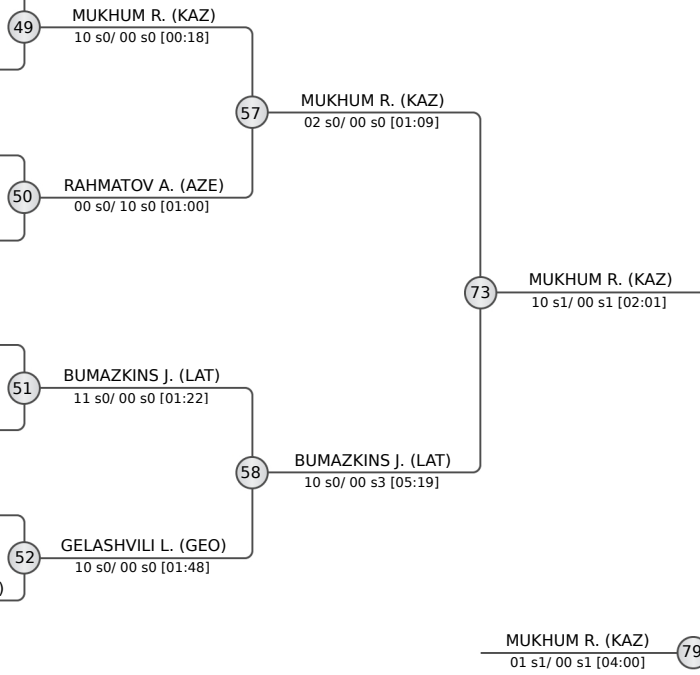 49
MUKHUM R. (KAZ)
10 s0/ 00 s0 [00:18]
57
MUKHUM R. (KAZ)
02 s0/ 00 s0 [01:09]
50
RAHMATOV A. (AZE)
00 s0/ 10 s0 [01:00]
73
MUKHUM R. (KAZ)
10 s1/ 00 s1 [02:01]
51
BUMAZKINS J. (LAT)
11 s0/ 00 s0 [01:22]
58
BUMAZKINS J. (LAT)
10 s0/ 00 s3 [05:19]
52
GELASHVILI L. (GEO)
10 s0/ 00 s0 [01:48]
)
MUKHUM R. (KAZ)
01 s1/ 00 s1 [04:00]
79